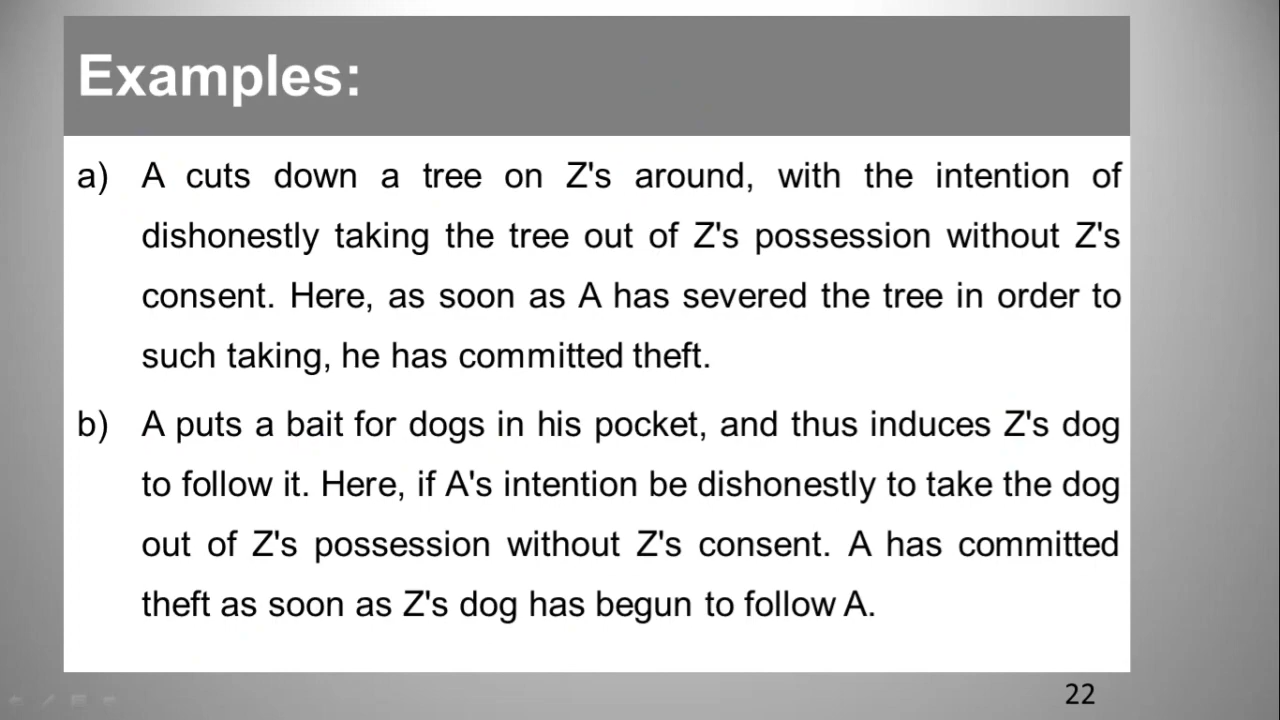 Examples:
a) A cuts down a tree on Z's around, with the intention of
dishonestly taking the tree out of Z's possession without Z's
consent. Here, as soon as A has severed the tree in order to
such taking, he has committed theft.
b) A puts a bait for dogs in his pocket, and thus induces Z's dog
to follow it. Here, if A's intention be dishonestly to take the dog
out of Z's possession without Z's consent. A has committed
theft as soon as Z's dog has begun to follow A.
22